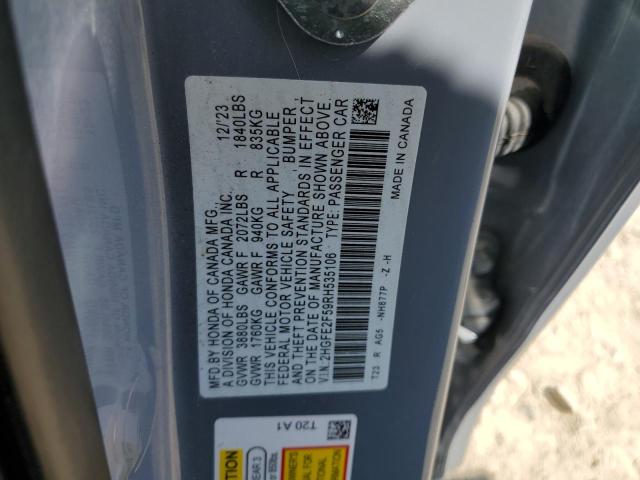 MFD.BY HONDA OF CANADA MFG. 12/23
A DIVISION OF HONDA CANADA INC.
GVWR 3880LBS GAWR F 2072LBS R 1840LBS
GVWR 1760KG GAWR F 940KG R 835KG
THIS VEHICLE CONFORMS TO ALL APPLICABLE
FEDERAL MOTOR VEHICLE SAFETY BUMPER,
AND THEFT PREVENTION STANDARDS IN EFFECT
ON THE DATE OF MANUFACTURE SHOWN ABOVE.
V.I.N. 2HGFE2F59RH535106 TYPE: PASSENGER CAR
T23 R AG5 -NH877P -Z -H
MADE IN CANADA
T20 A1